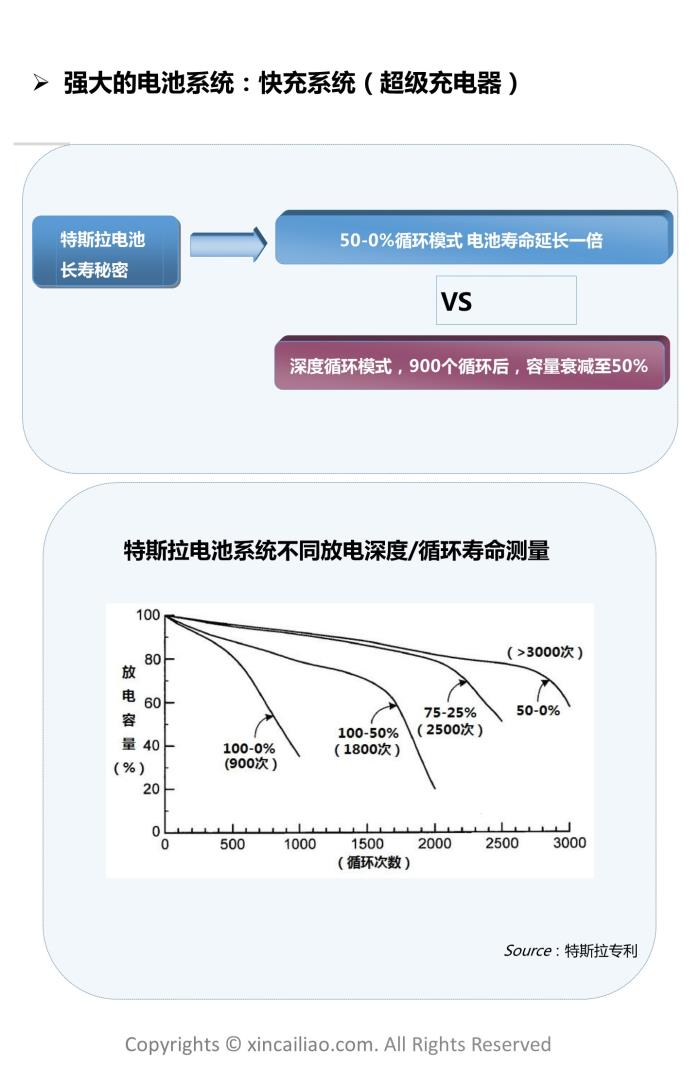 ➢ 强大的电池系统：快充系统（超级充电器）
特斯拉电池
长寿秘密
50-0%循环模式 电池寿命延长一倍
VS
深度循环模式，900个循环后，容量衰减至50%
特斯拉电池系统不同放电深度/循环寿命测量
放
电
容
量
（%）
100
80
60
40
20
0
0
500
1000
1500
2000
2500
3000
（循环次数）
100-0%
(900次）
100-50%
（1800次）
75-25%
（2500次）
（>3000次）
50-0%
Source：特斯拉专利
Copyrights © xincailiao.com. All Rights Reserved